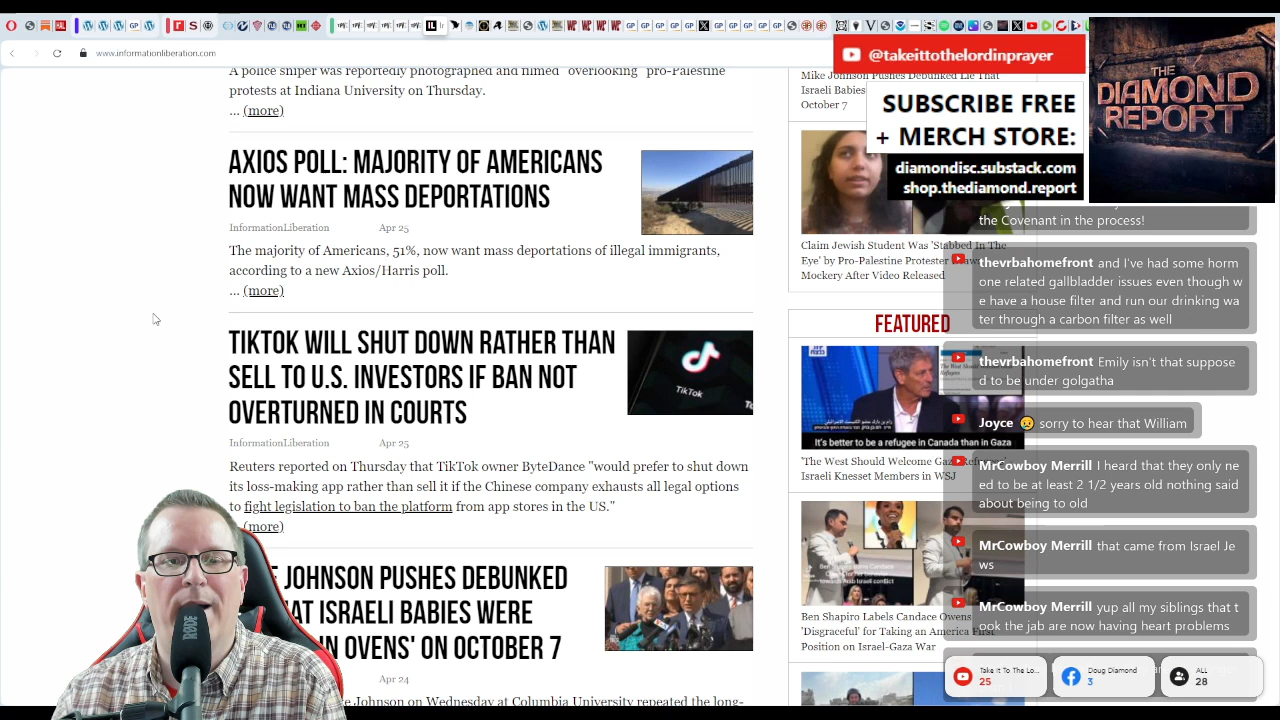 www.informationliberation.com
@takeittothelordinprayer
SUBSCRIBE FREE
+ MERCH STORE:
diamondisc.substack.com
shop.thediamond.report
THE
DIAMOND
REPORT
A police sniper was reportedly photographed and filmed "overlooking" pro-Palestine
protests at Indiana University on Thursday.
... (more)
AXIOS POLL: MAJORITY OF AMERICANS
NOW WANT MASS DEPORTATIONS
InformationLiberation Apr 25
The majority of Americans, 51%, now want mass deportations of illegal immigrants,
according to a new Axios/Harris poll.
... (more)
TIKTOK WILL SHUT DOWN RATHER THAN
SELL TO U.S. INVESTORS IF BAN NOT
OVERTURNED IN COURTS
TikTok
InformationLiberation Apr 25
Reuters reported on Thursday that TikTok owner ByteDance "would prefer to shut down
its loss-making app rather than sell it if the Chinese company exhausts all legal options
to fight legislation to ban the platform from app stores in the US."
(more)
JOHNSON PUSHES DEBUNKED
AT ISRAELI BABIES WERE
N OVENS' ON OCTOBER 7
Apr 24
Johnson on Wednesday at Columbia University repeated the long-
RØDE
Mike Johnson Pushes Debunked Lie That
Israeli Babies
October 7
Claim Jewish Student Was 'Stabbed In The
Eye' by Pro-Palestine Protester
Mockery After Video Released
FEATURED
It's better to be a refugee in Canada than in Gaza
'The West Should Welcome Gaza
Israeli Knesset Members in WSJ
Ben Shapiro Labels Candace Owens
'Disgraceful' for Taking an America First
Position on Israel-Gaza War
the Covenant in the process!
thevrbahomefront and I've had some horm
one related gallbladder issues even though w
e have a house filter and run our drinking wa
ter through a carbon filter as well
thevrbahomefront Emily isn't that suppose
d to be under golgatha
Joyce 😢 sorry to hear that William
MrCowboy Merrill I heard that they only ne
ed to be at least 2 1/2 years old nothing said
about being to old
MrCowboy Merrill that came from Israel Je
ws
MrCowboy Merrill yup all my siblings that t
ook the jab are now having heart problems
Take It To The Lo...
25
Doug Diamond
3
ALL
28